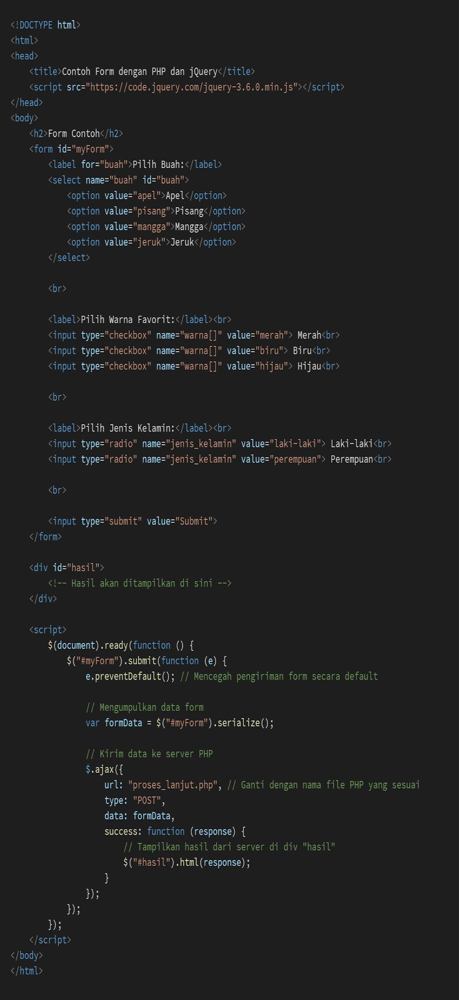 <!DOCTYPE html>
<html>
<head>
    <title>Contoh Form dengan PHP dan jQuery</title>
    <script src="https://code.jquery.com/jquery-3.6.0.min.js"></script>
</head>
<body>
    <h2>Form Contoh</h2>
    <form id="myForm">
        <label for="buah">Pilih Buah:</label>
        <select name="buah" id="buah">
            <option value="apel">Apel</option>
            <option value="pisang">Pisang</option>
            <option value="mangga">Mangga</option>
            <option value="jeruk">Jeruk</option>
        </select>

        <br>

        <label>Pilih Warna Favorit:</label><br>
        <input type="checkbox" name="warna[]" value="merah"> Merah<br>
        <input type="checkbox" name="warna[]" value="biru"> Biru<br>
        <input type="checkbox" name="warna[]" value="hijau"> Hijau<br>

        <br>

        <label>Pilih Jenis Kelamin:</label><br>
        <input type="radio" name="jenis_kelamin" value="laki-laki"> Laki-laki<br>
        <input type="radio" name="jenis_kelamin" value="perempuan"> Perempuan<br>

        <br>

        <input type="submit" value="Submit">
    </form>

    <div id="hasil">
        <!-- Hasil akan ditampilkan di sini -->
    </div>

    <script>
        $(document).ready(function () {
            $("#myForm").submit(function (e) {
                e.preventDefault(); // Mencegah pengiriman form secara default

                // Mengumpulkan data form
                var formData = $("#myForm").serialize();

                // Kirim data ke server PHP
                $.ajax({
                    url: "proses_lanjut.php", // Ganti dengan nama file PHP yang sesuai
                    type: "POST",
                    data: formData,
                    success: function (response) {
                        // Tampilkan hasil dari server di div "hasil"
                        $("#hasil").html(response);
                    }
                });
            });
        });
    </script>
</body>
</html>